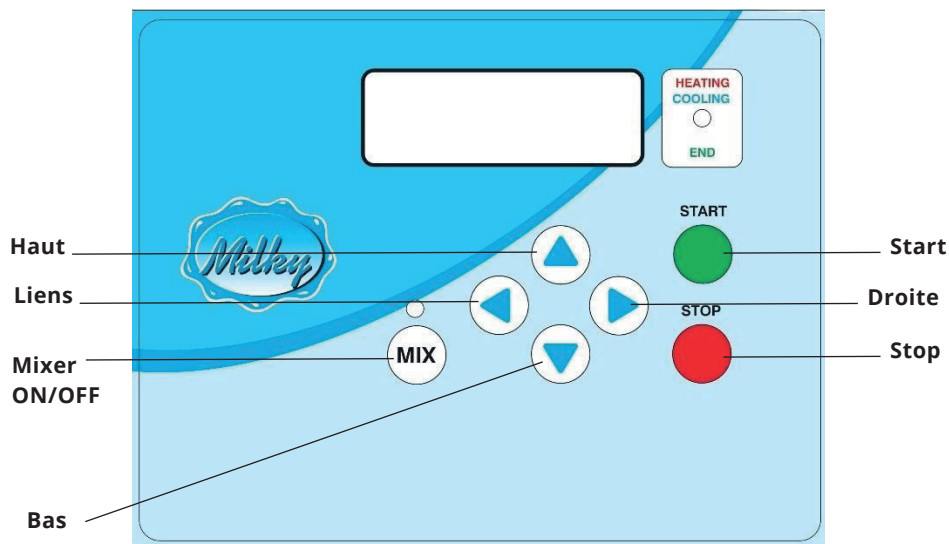 HEATING
COOLING
END
START
Haut
Start
Milky
Liens
Droite
STOP
MIX
Mixer
ON/OFF
Stop
Bas